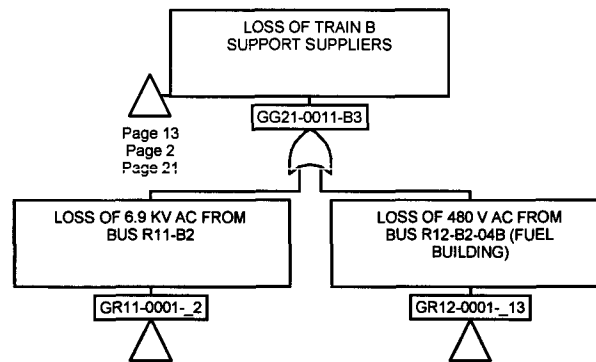 LOSS OF TRAIN B
SUPPORT SUPPLIERS
GG21-0011-B3
Page 13
Page 2
Page 21
LOSS OF 6.9 KV AC FROM
BUS R11-B2
LOSS OF 480 V AC FROM
BUS R12-B2-04B (FUEL
BUILDING)
GR11-0001-_2
GR12-0001-_13